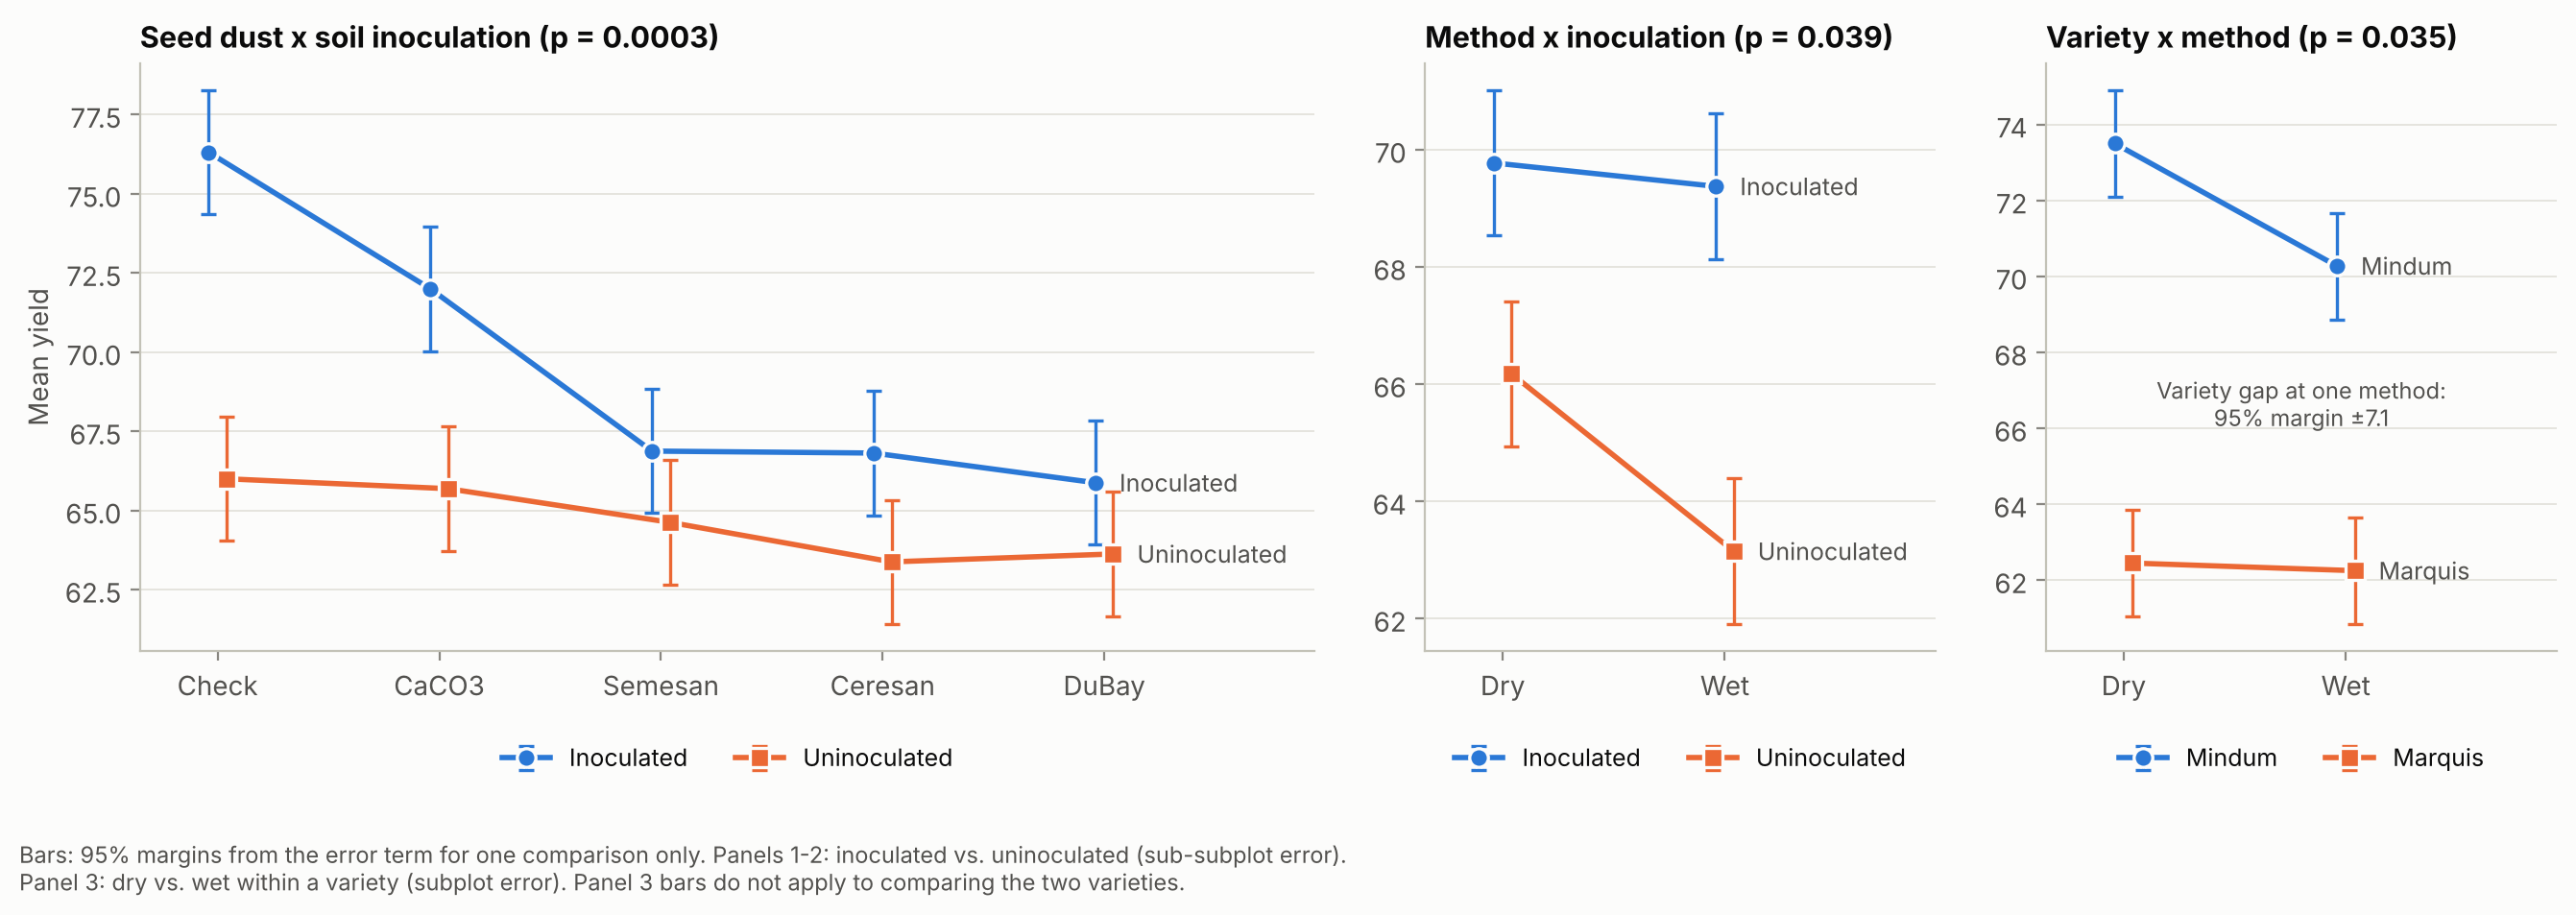 Seed dust x soil inoculation (p = 0.0003)
Mean yield
77.5
75.0
72.5
70.0
67.5
65.0
62.5
Inoculated
Uninoculated
Check CaCO3 Semesan Ceresan DuBay
Inoculated Uninoculated
Method x inoculation (p = 0.039)
70
68
66
64
62
Inoculated
Uninoculated
Dry Wet
Inoculated Uninoculated
Variety x method (p = 0.035)
74
72
70
68
66
64
62
Mindum
Variety gap at one method:
95% margin ±7.1
Marquis
Dry Wet
Mindum Marquis
Bars: 95% margins from the error term for one comparison only. Panels 1-2: inoculated vs. uninoculated (sub-subplot error).
Panel 3: dry vs. wet within a variety (subplot error). Panel 3 bars do not apply to comparing the two varieties.